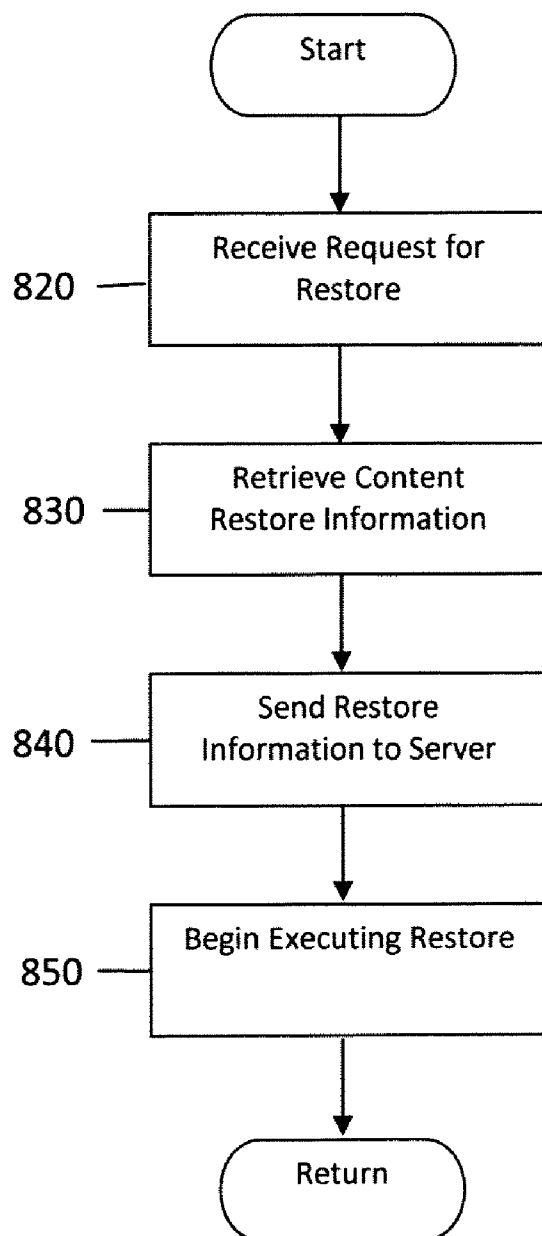 Start
Receive Request for
Restore
820
Retrieve Content
Restore Information
830
Send Restore
Information to Server
840
Begin Executing Restore
850
Return